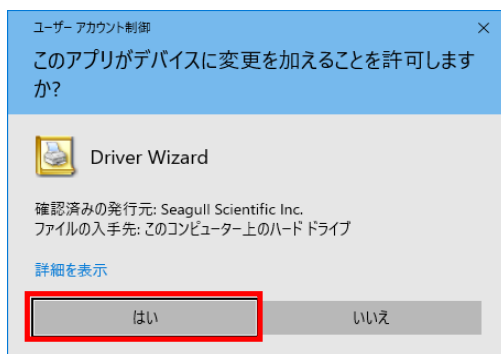 ユーザー アカウント制御
このアプリがデバイスに変更を加えることを許可します
か?
Driver Wizard
確認済みの発行元: Seagull Scientific Inc.
ファイルの入手先: このコンピューター上のハード ドライブ
詳細を表示
はい
いいえ